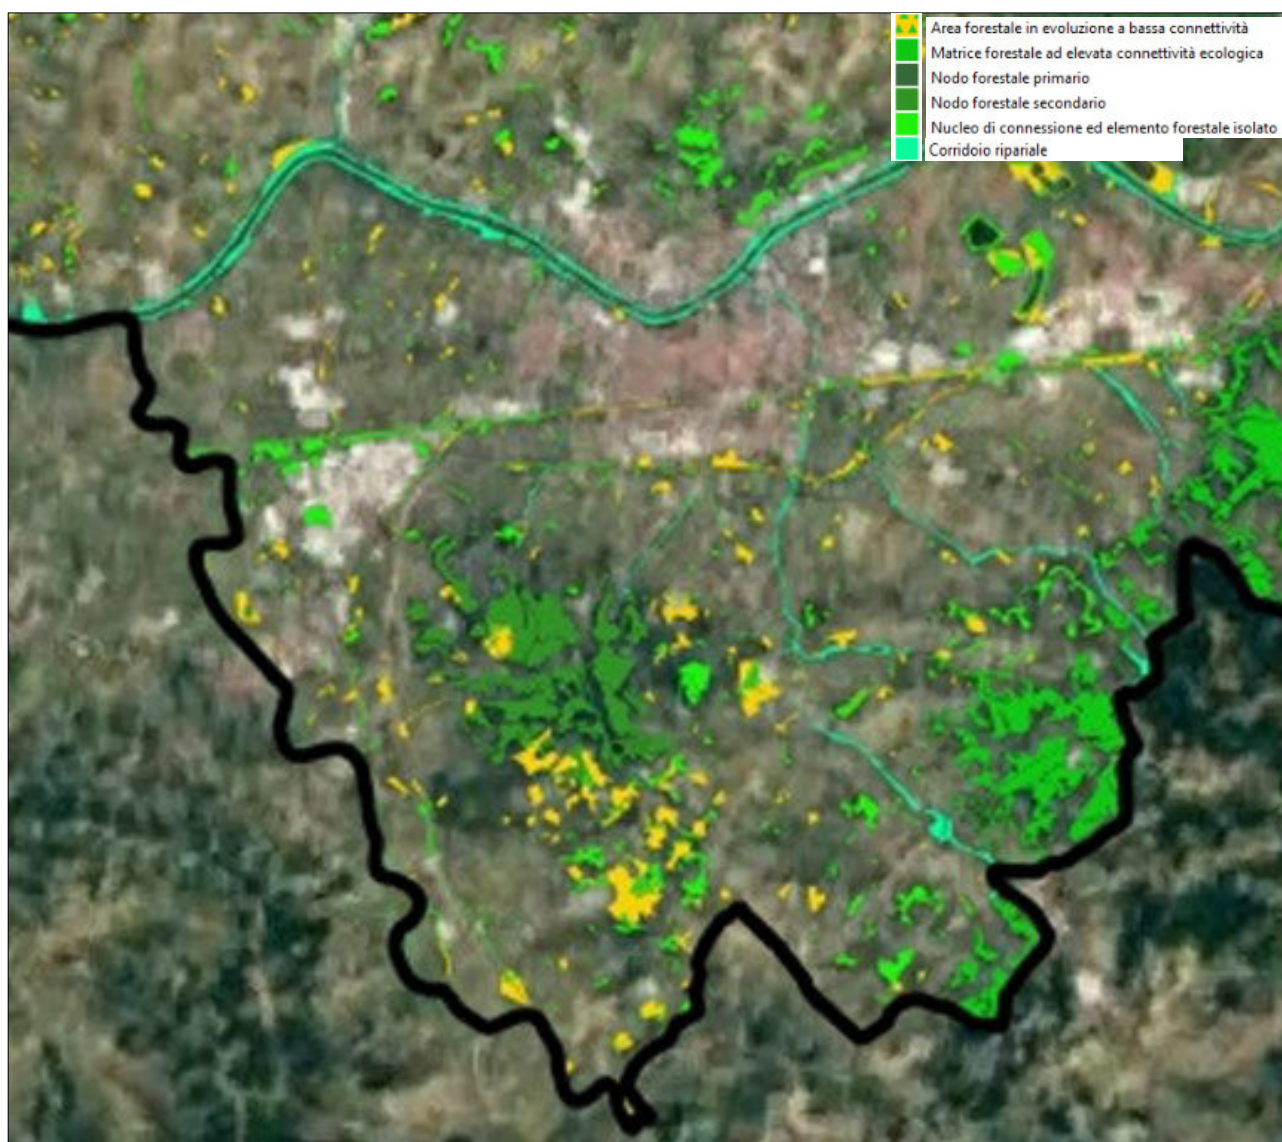 Area forestale in evoluzione a bassa connettività
Matrice forestale ad elevata connettività ecologica
Nodo forestale primario
Nodo forestale secondario
Nucleo di connessione ed elemento forestale isolato
Corridoio ripariale